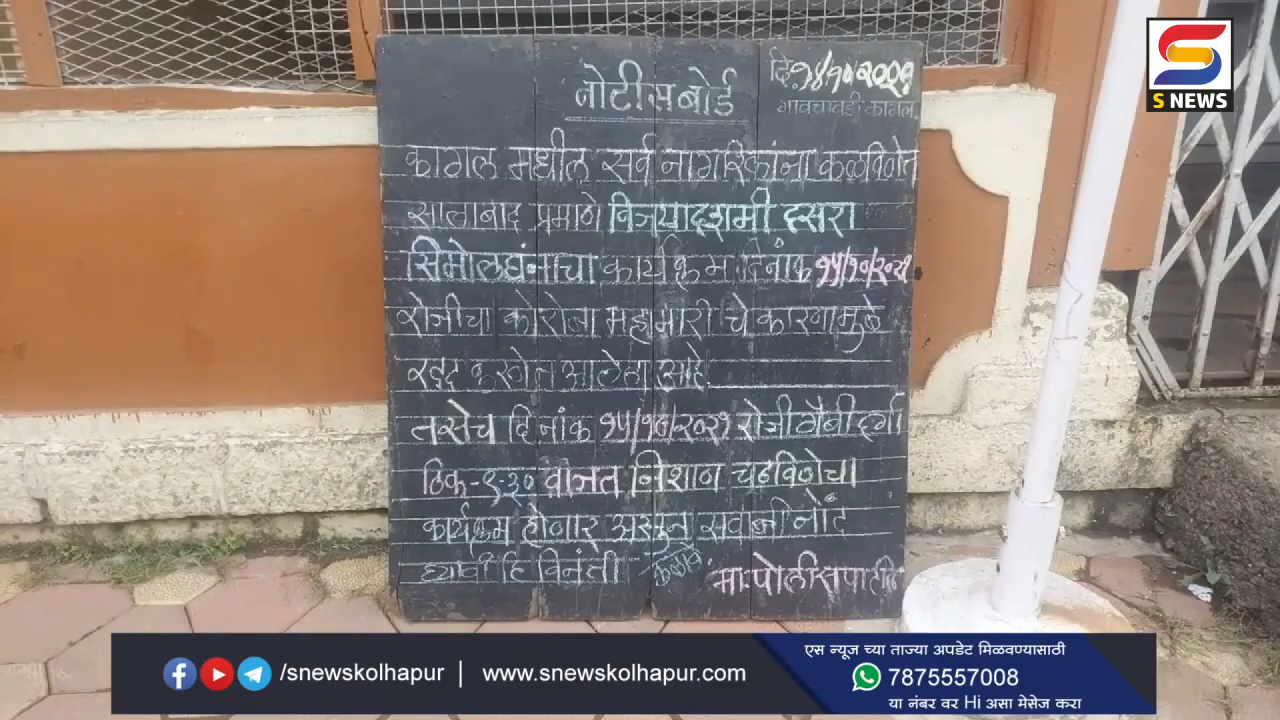 S NEWS
नोटीस बोर्ड
दि.१४/१०/२०२१
गावचावडी कागल.
कागल मधील सर्व नागरिकांना कळविणेत
सालाबाद प्रमाणे विजयादशमी दसरा
सिमोलघंनाचा कार्यक्रम दिनांक १५/१०/२०२१
रोजीचा कोरोना महामारी चे कारणामुळे
रद्द करणेत आलेला आहे.
तसेच दिनांक १५/१०/२०२१ रोजी गैबी दर्गा
ठिक-९-३० वाजत निशाण चढविणेचा
कार्यक्रम होणार असुन सर्वानी नोंद
घ्यावी हि विनंती कळावे
मा. पोलीस पाटील
/snewskolhapur | www.snewskolhapur.com
एस न्यूज च्या ताज्या अपडेट मिळवण्यासाठी
7875557008
या नंबर वर Hi असा मेसेज करा